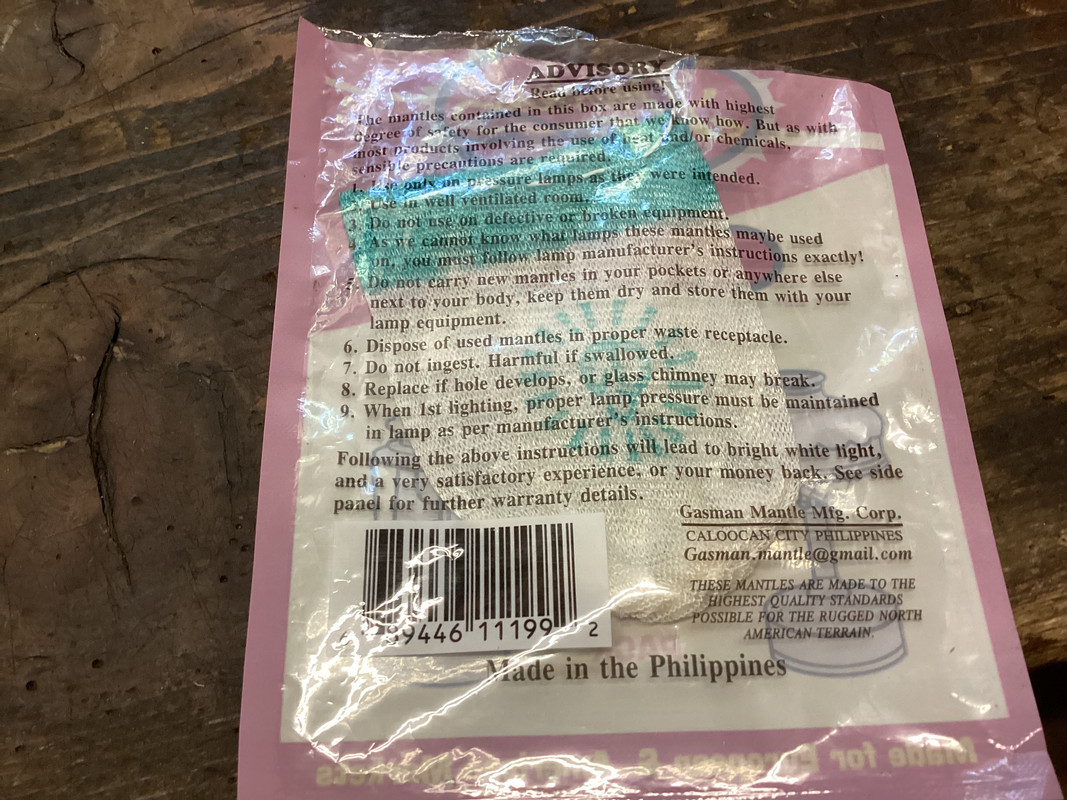 ADVISORY
Read before using!
The mantles contained in this box are made with highest
degree of safety for the consumer that we know how. But as with
most products involving the use of heat and/or chemicals,
sensible precautions are required.
1. Use only on pressure lamps as they were intended.
Use in well ventilated room.
Do not use on defective or broken equipment.
4. As we cannot know what lamps these mantles maybe used
on, you must follow lamp manufacturer's instructions exactly!
5. Do not carry new mantles in your pockets or anywhere else
next to your body, keep them dry and store them with your
lamp equipment.
6. Dispose of used mantles in proper waste receptacle.
7. Do not ingest. Harmful if swallowed.
8. Replace if hole develops, or glass chimney may break.
9. When 1st lighting, proper lamp pressure must be maintained
in lamp as per manufacturer's instructions.
Following the above instructions will lead to bright white light,
and a very satisfactory experience, or your money back. See side
panel for further warranty details.
Gasman Mantle Mfg. Corp.
CALOOCAN CITY PHILIPPINES
Gasman.mantle@gmail.com
THESE MANTLES ARE MADE TO THE
HIGHEST QUALITY STANDARDS
POSSIBLE FOR THE RUGGED NORTH
AMERICAN TERRAIN.
89446 11199 2
Made in the Philippines
Made for European &